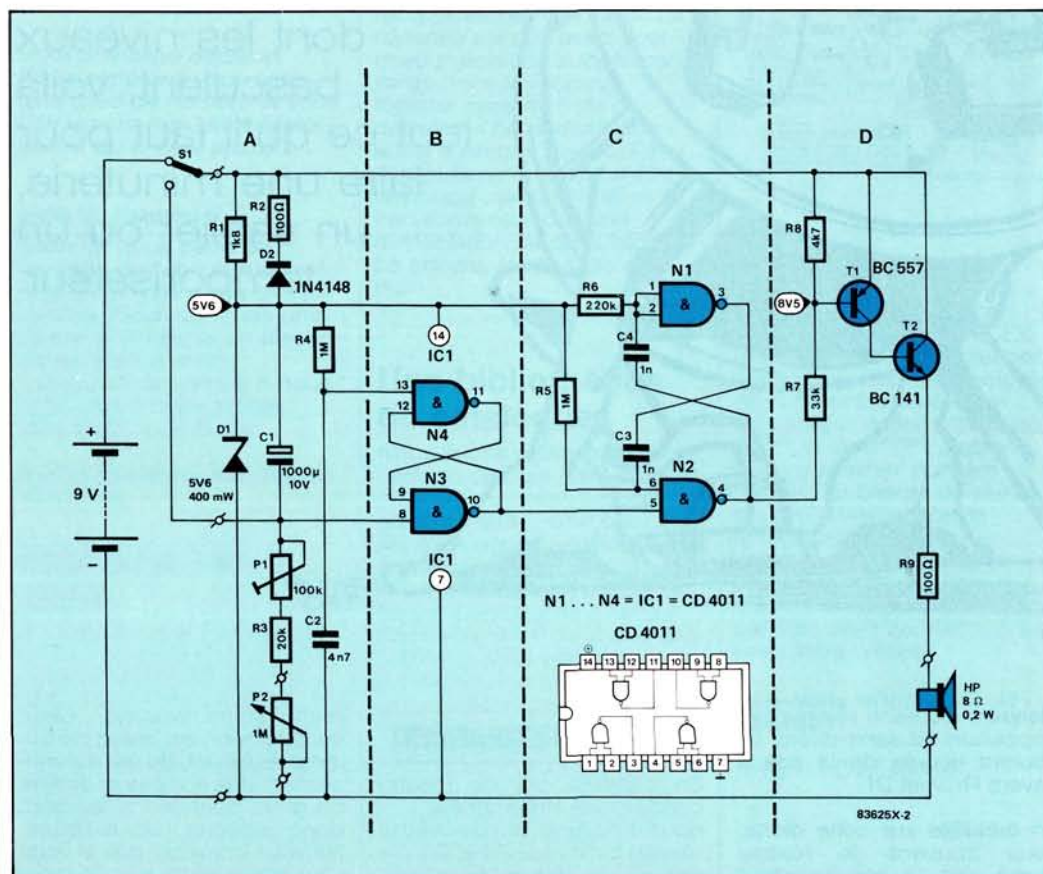 dont les niveaux
basculent, voilà
qu'il faut pour
faire une minuterie,
ou un
A
B
C
D
S1
R1
1k8
R2
100Ω
D2
1N4148
5V6
R4
1M
14
IC1
13
12
&
11
N4
D1
5V6
400 mW
C1
1000µ
10V
N3
9
8
&
10
IC1
7
P1
100k
R3
20k
C2
4n7
P2
1M
9 V
+
−
R6
220k
N1
1
2
&
3
C4
1n
R5
1M
C3
1n
N2
6
5
&
4
R8
4k7
T1
BC 557
8V5
T2
BC 141
R7
33k
R9
100Ω
N1 . . . N4 = IC1 = CD 4011
CD 4011
14 13 12 11 10 9 8
1 2 3 4 5 6 7
HP
8 Ω
0,2 W
83625X-2